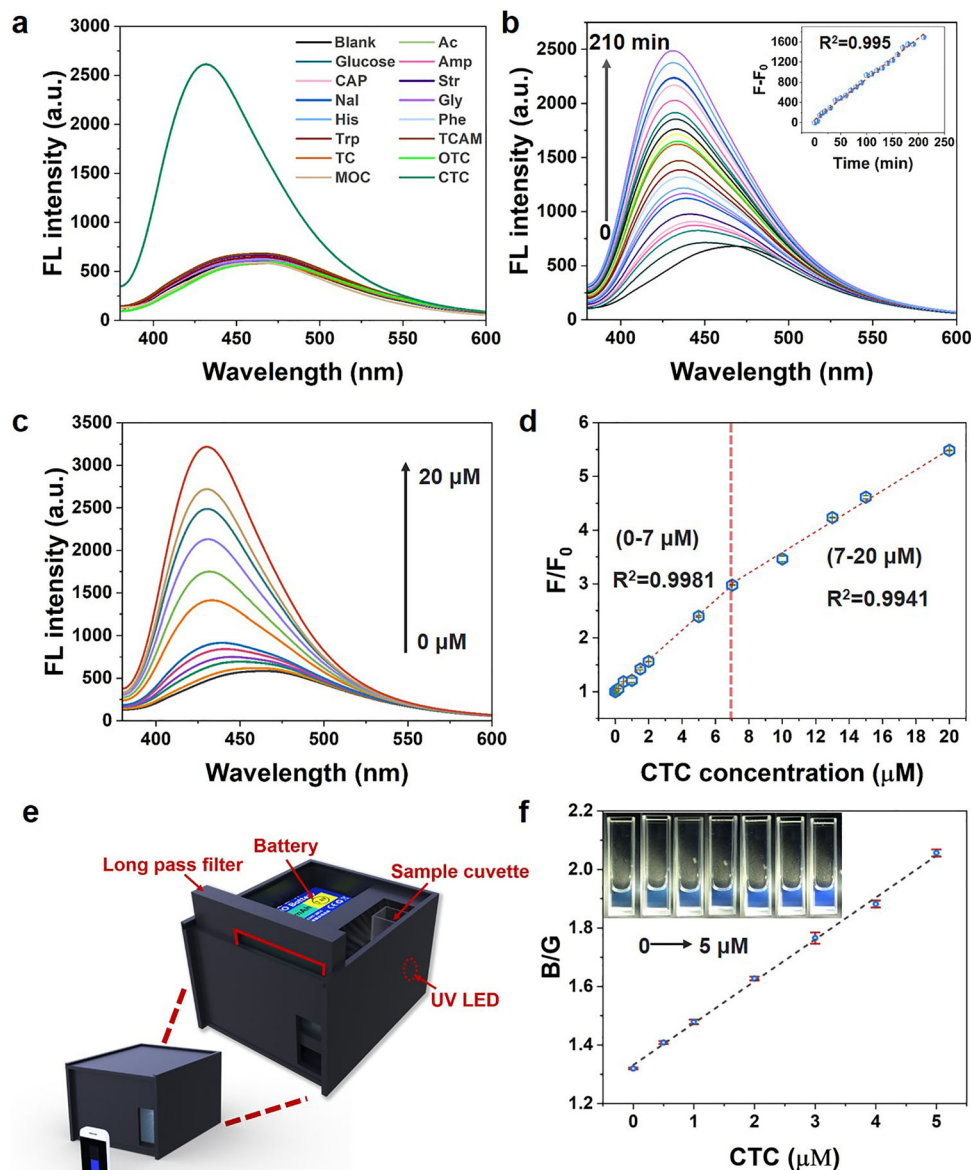 a
3000
2500
2000
1500
1000
500
0
FL intensity (a.u.)
Blank Ac
Glucose Amp
CAP Str
Nal Gly
His Phe
Trp TCAM
TC OTC
MOC CTC
400 450 500 550 600
Wavelength (nm)
b
2500
2000
1500
1000
500
0
FL intensity (a.u.)
210 min
0
R²=0.995
1600
1200
800
400
0
F-F₀
0 50 100 150 200 250
Time (min)
400 450 500 550 600
Wavelength (nm)
c
3500
3000
2500
2000
1500
1000
500
0
FL intensity (a.u.)
20 μM
0 μM
400 450 500 550 600
Wavelength (nm)
d
6
5
4
3
2
1
F/F₀
(0-7 μM)
R²=0.9981
(7-20 μM)
R²=0.9941
0 2 4 6 8 10 12 14 16 18 20
CTC concentration (μM)
e
Battery
Long pass filter
Sample cuvette
UV LED
f
2.2
2.0
1.8
1.6
1.4
1.2
B/G
0 5 μM
0 1 2 3 4 5
CTC (μM)